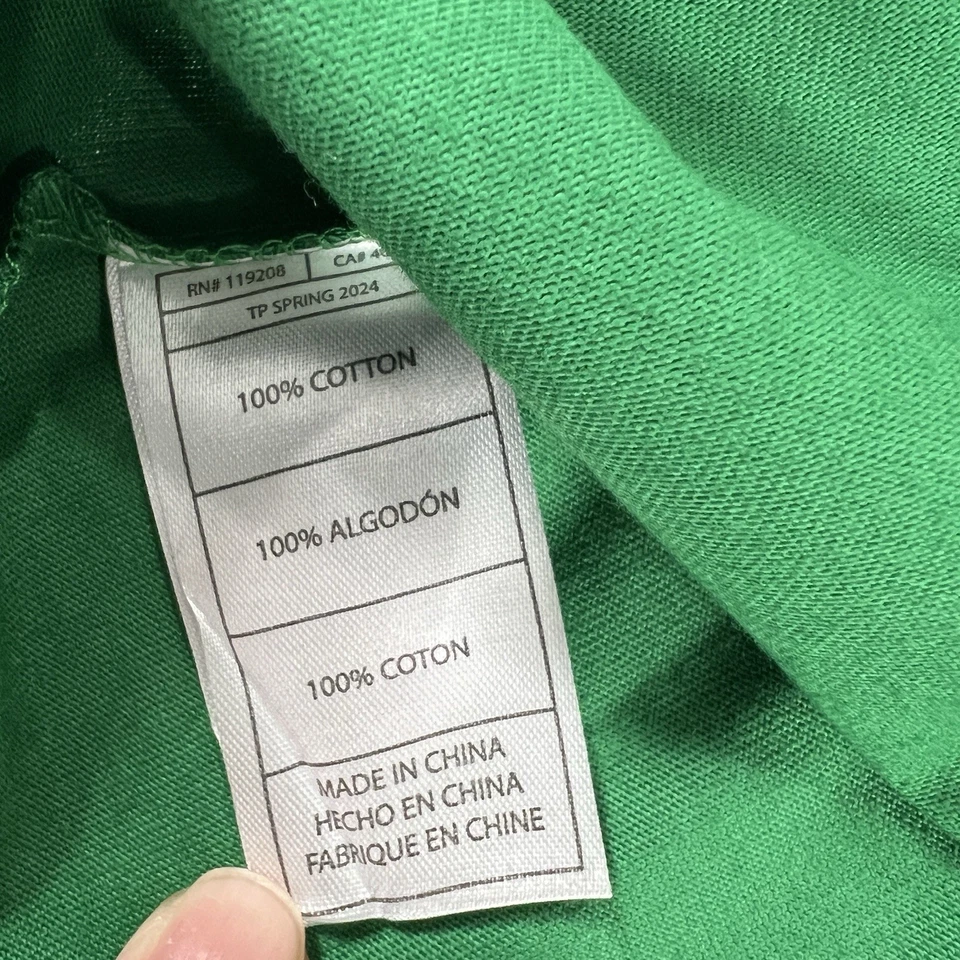 RN# 119208 CA#
TP SPRING 2024
100% COTTON
100% ALGODÓN
100% COTON
MADE IN CHINA
HECHO EN CHINA
FABRIQUE EN CHINE